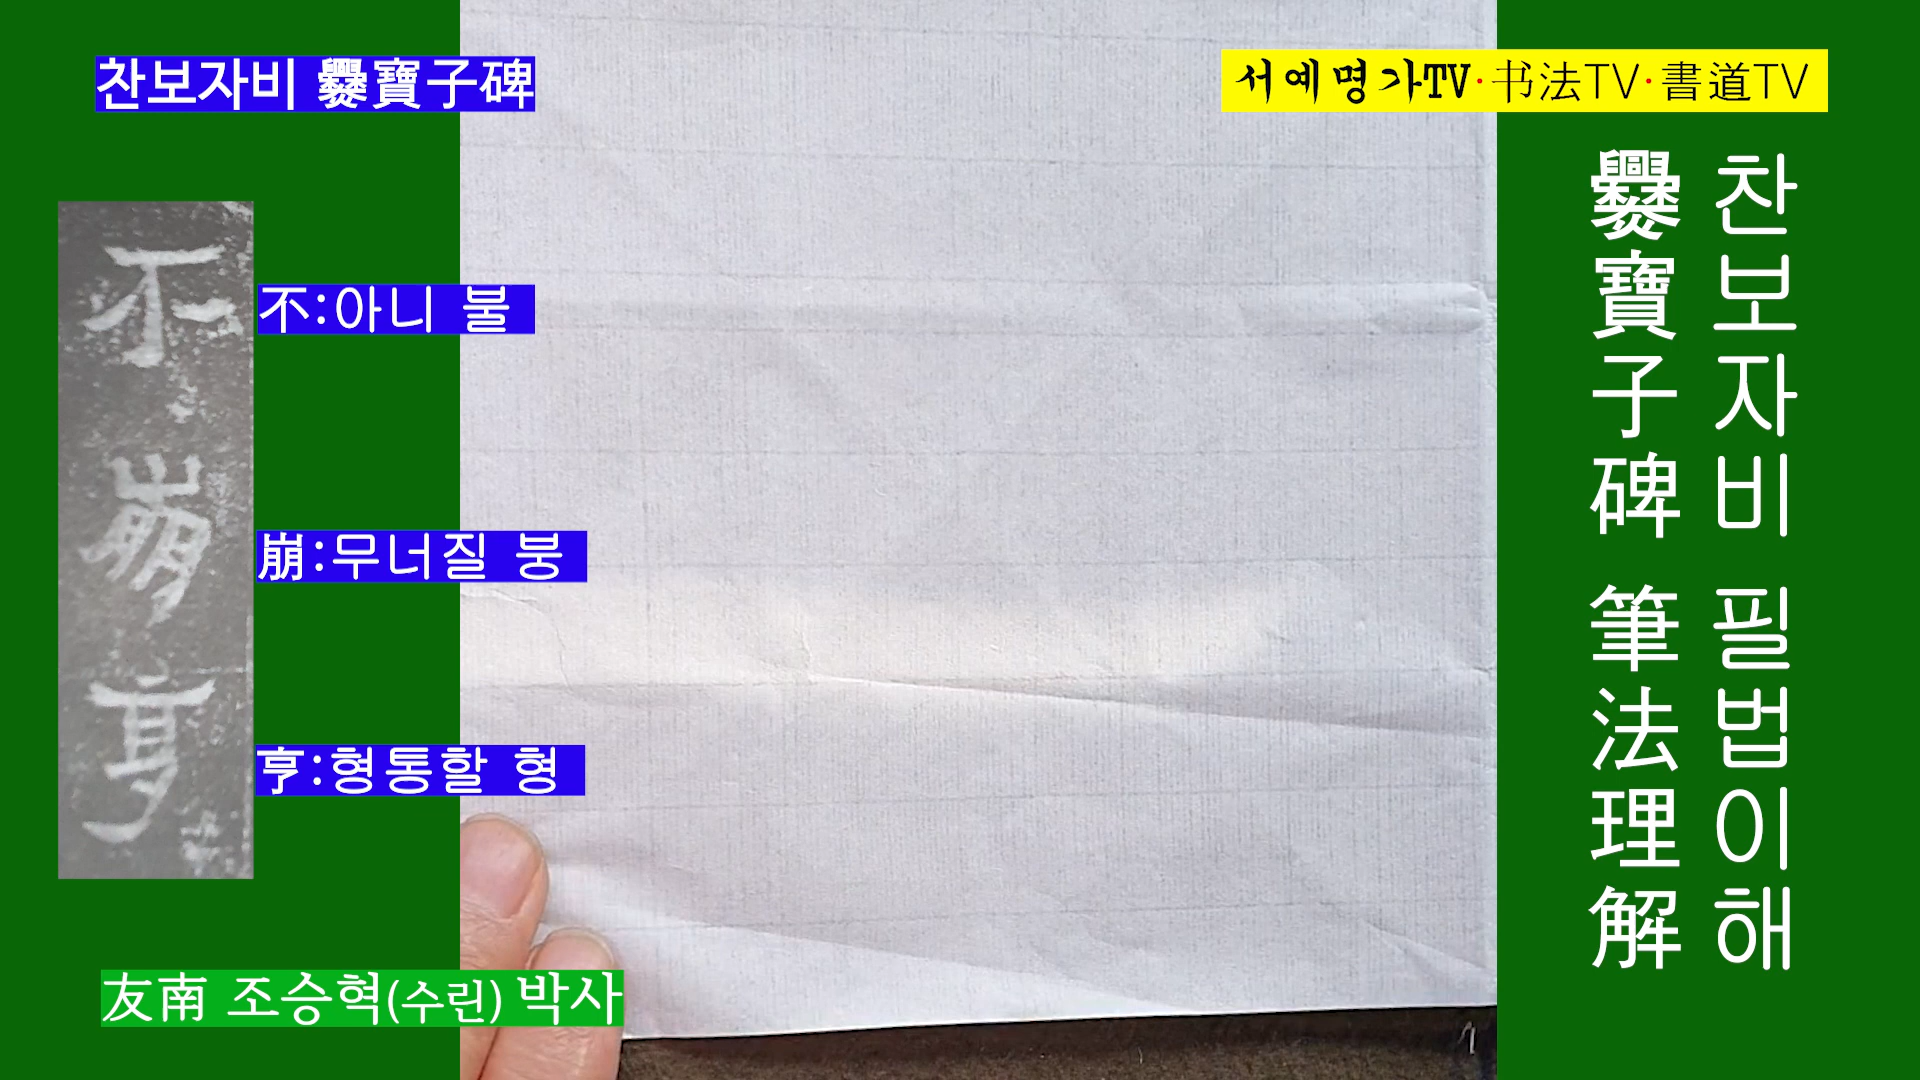 찬보자비 爨寶子碑
서예명가TV·书法TV·書道TV
不
崩
亨
不:아니 불
崩:무너질 붕
亨:형통할 형
友南 조승혁(수린) 박사
찬보자비 필법이해
爨寶子碑 筆法理解